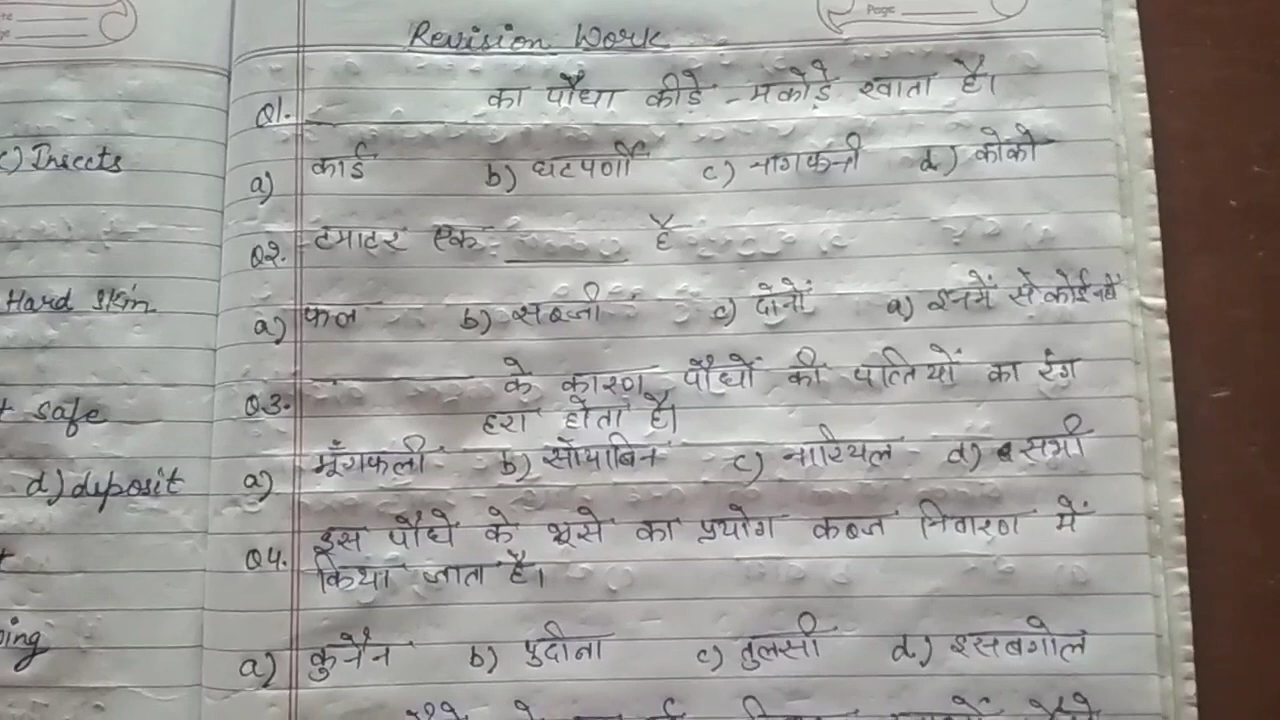 Page
Revision Work
Q1. ________ का पौधा कीड़े - मकोड़े खाता है।
a) काई b) घटपर्णी c) नागफनी d.) कोको
Q2. टमाटर एक ________ है
a) फल b) सब्जी c) दोनों a) इनमें से कोई नहीं
Q3. ________ के कारण पौधों की पत्तियों का रंग
हरा होता है।
a) मूँगफली b) सोयाबिन c) नारियल d) सभी
Q4. इस पौधे के भूसे का प्रयोग कब्ज निवारण में
किया जाता है।
a) कुनैन b) पुदीना c) तुलसी d) इसबगोल
c) Insects
Hard skin
safe
d) deposit